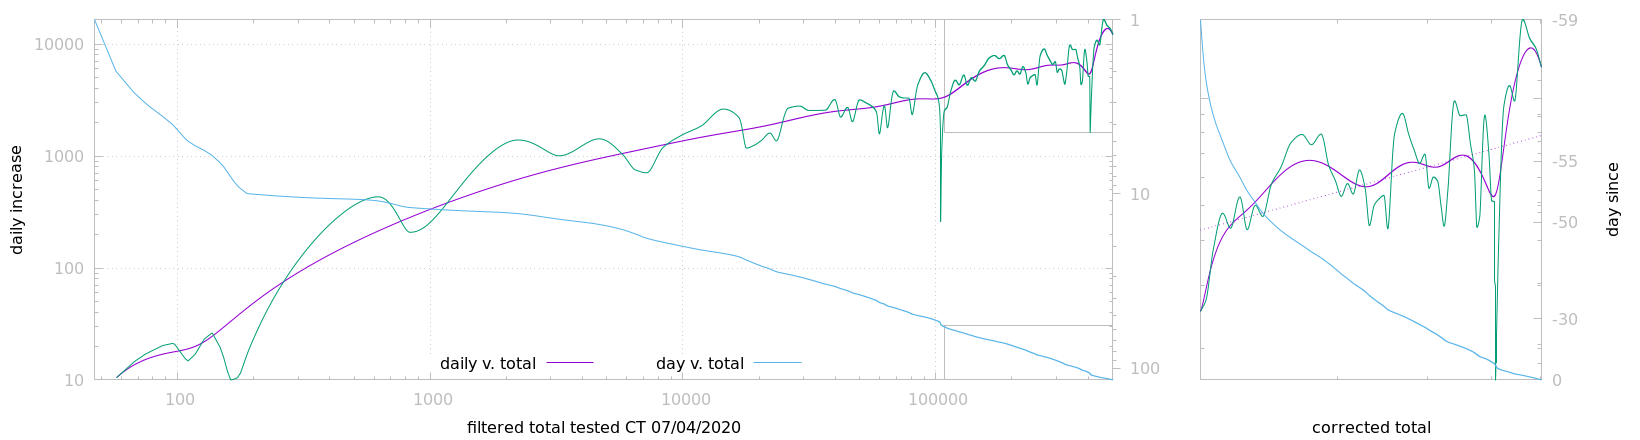 10000
1000
100
10
daily increase
100
1000
10000
100000
filtered total tested CT 07/04/2020
daily v. total
day v. total
1
10
100
corrected total
-59
-55
-50
-30
0
day since